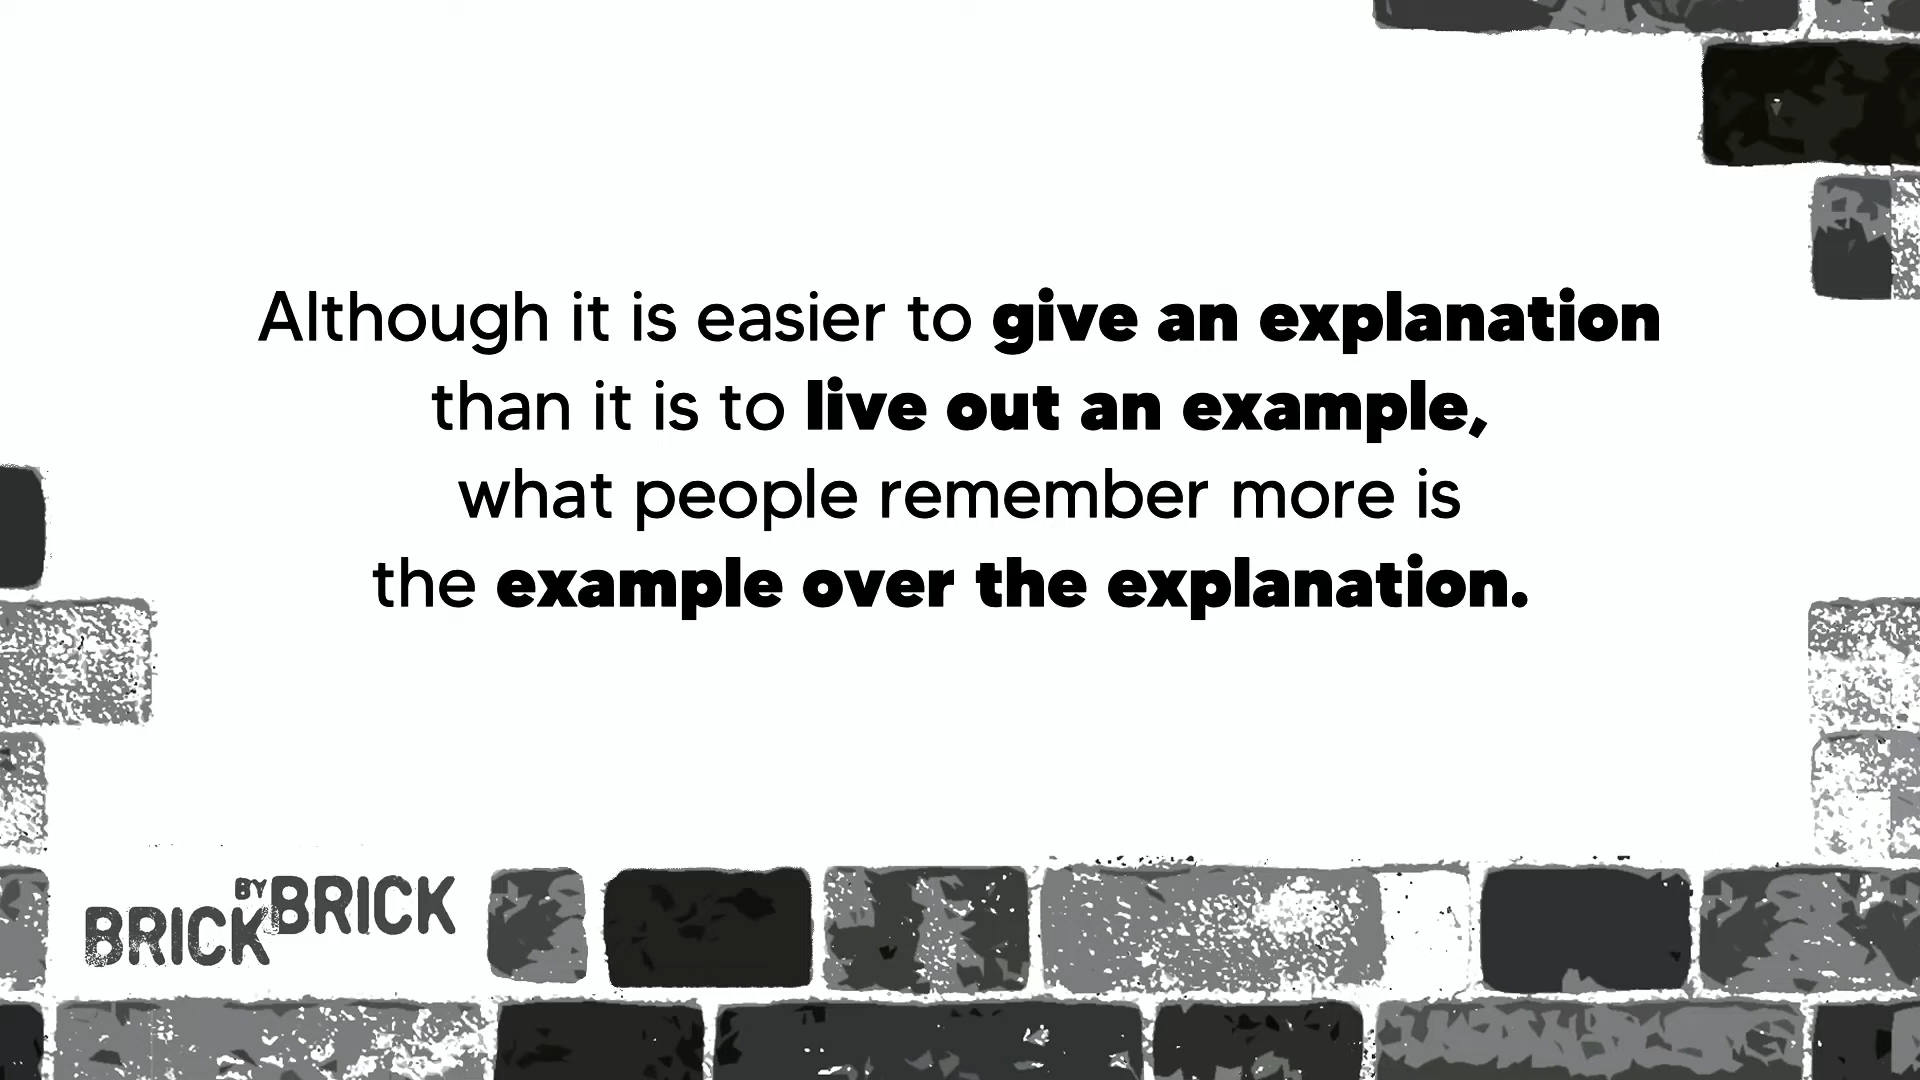 Although it is easier to give an explanation
than it is to live out an example,
what people remember more is
the example over the explanation.
BRICK BY BRICK